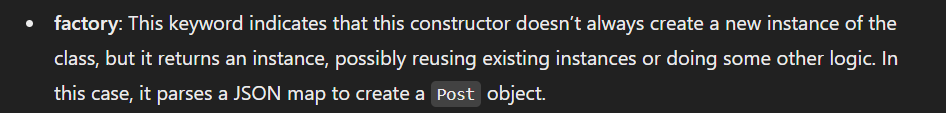 • factory: This keyword indicates that this constructor doesn’t always create a new instance of the
class, but it returns an instance, possibly reusing existing instances or doing some other logic. In
this case, it parses a JSON map to create a Post object.